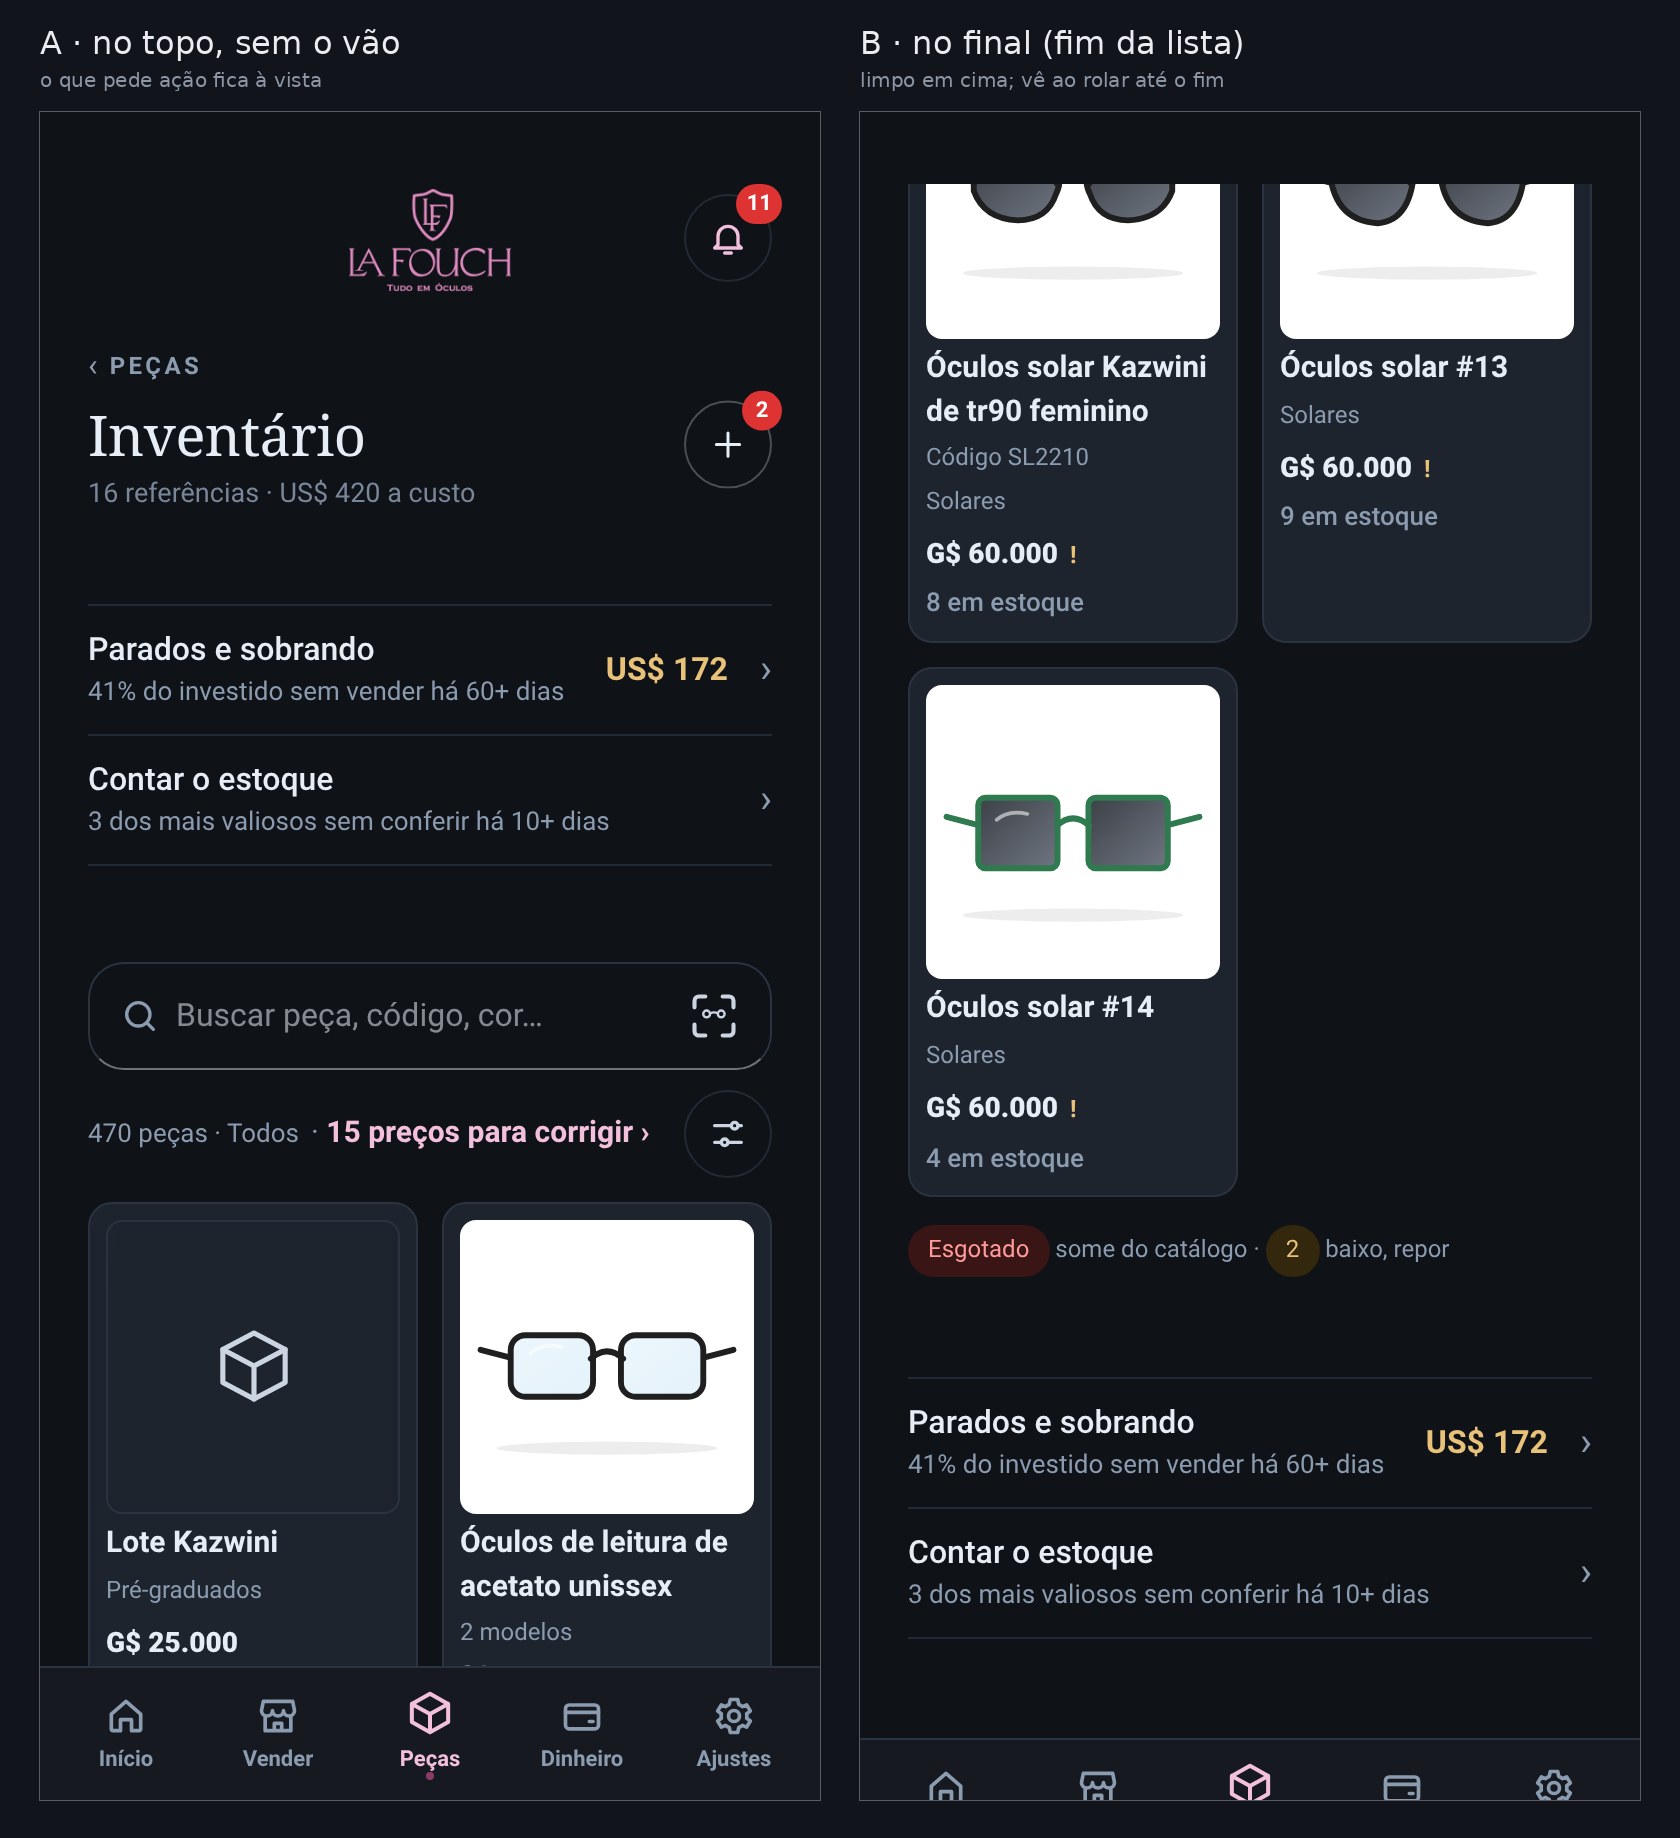 A · no topo, sem o vão
o que pede ação fica à vista
LF
LA FOUCH
TUDO EM ÓCULOS
11
‹ PEÇAS
Inventário
2
16 referências · US$ 420 a custo
Parados e sobrando
41% do investido sem vender há 60+ dias
US$ 172 ›
Contar o estoque
3 dos mais valiosos sem conferir há 10+ dias
›
Buscar peça, código, cor...
470 peças · Todos · 15 preços para corrigir ›
Lote Kazwini
Pré-graduados
G$ 25.000
Óculos de leitura de
acetato unissex
2 modelos
Início
Vender
Peças
Dinheiro
Ajustes
B · no final (fim da lista)
limpo em cima; vê ao rolar até o fim
Óculos solar Kazwini
de tr90 feminino
Código SL2210
Solares
G$ 60.000 !
8 em estoque
Óculos solar #13
Solares
G$ 60.000 !
9 em estoque
Óculos solar #14
Solares
G$ 60.000 !
4 em estoque
Esgotado some do catálogo · 2 baixo, repor
Parados e sobrando
41% do investido sem vender há 60+ dias
US$ 172 ›
Contar o estoque
3 dos mais valiosos sem conferir há 10+ dias
›